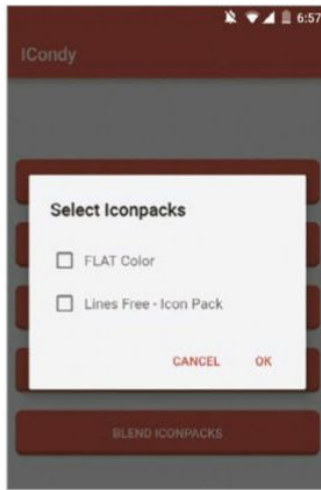 6:57
ICondy
Select Iconpacks
FLAT Color
Lines Free - Icon Pack
CANCEL OK
BLEND ICONPACKS